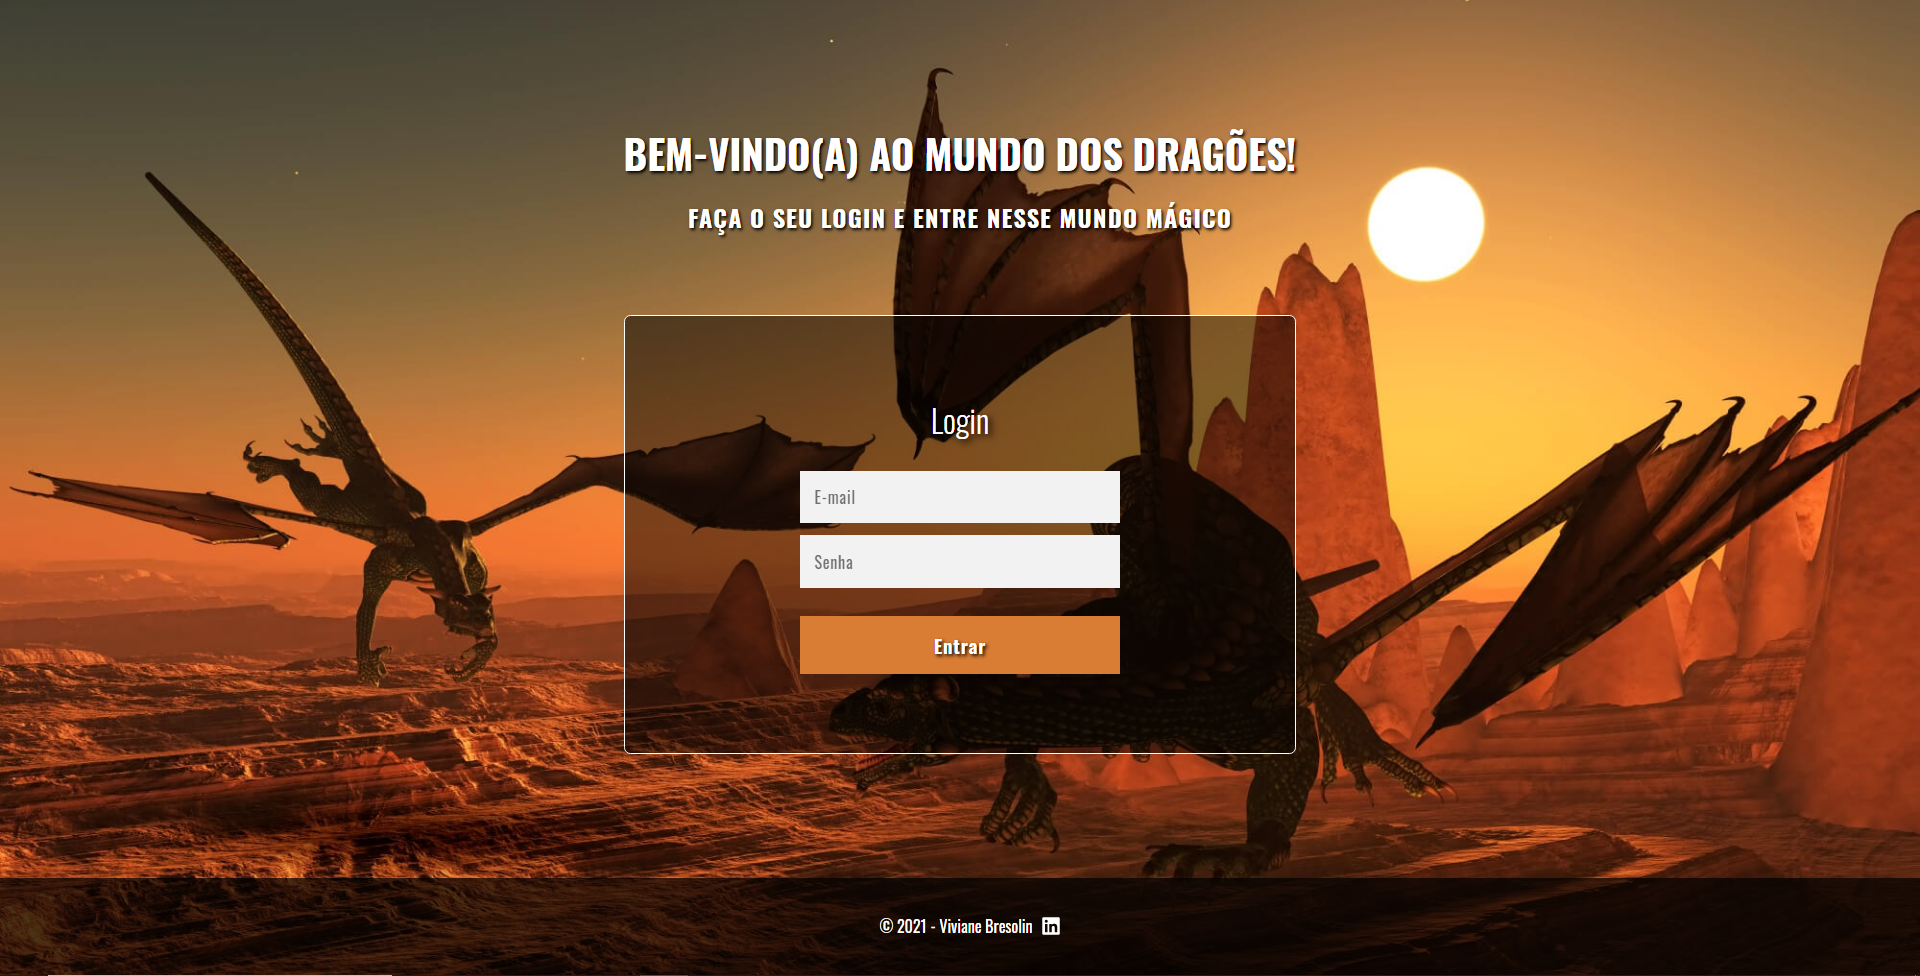 BEM-VINDO(A) AO MUNDO DOS DRAGÕES!
FAÇA O SEU LOGIN E ENTRE NESSE MUNDO MÁGICO
Login
E-mail
Senha
Entrar
© 2021 - Viviane Bresolin in